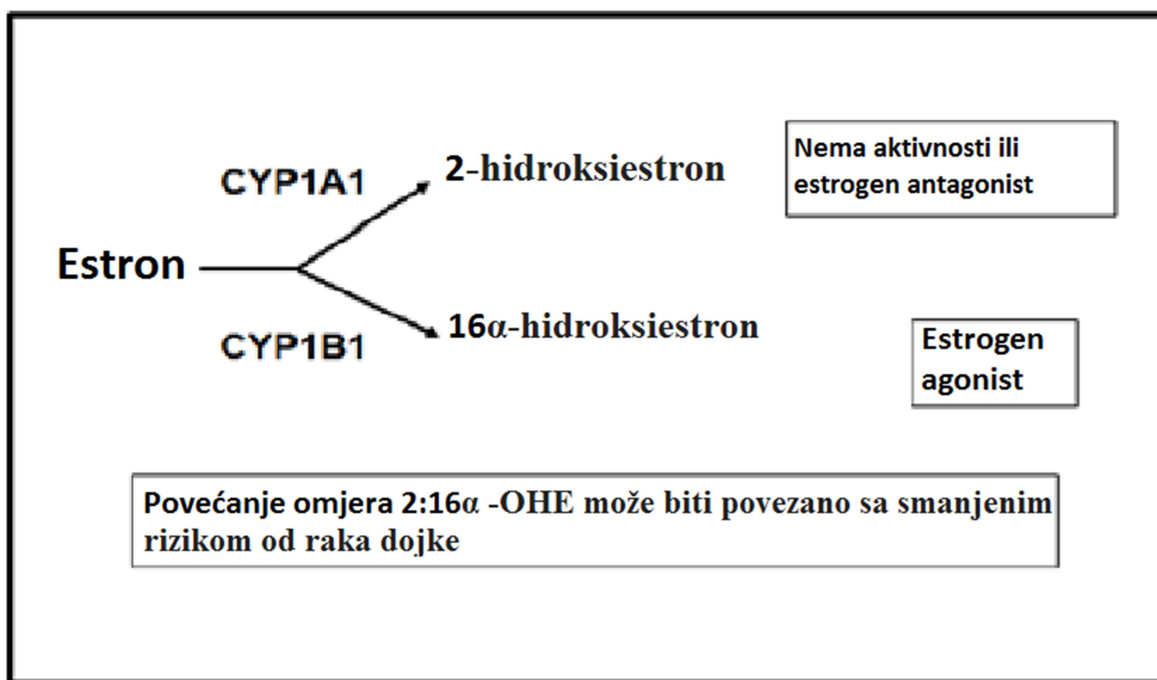 CYP1A1
2-hidroksiestron
Nema aktivnosti ili
estrogen antagonist
Estron
CYP1B1
16α-hidroksiestron
Estrogen
agonist
Povećanje omjera 2:16α -OHE može biti povezano sa smanjenim
rizikom od raka dojke